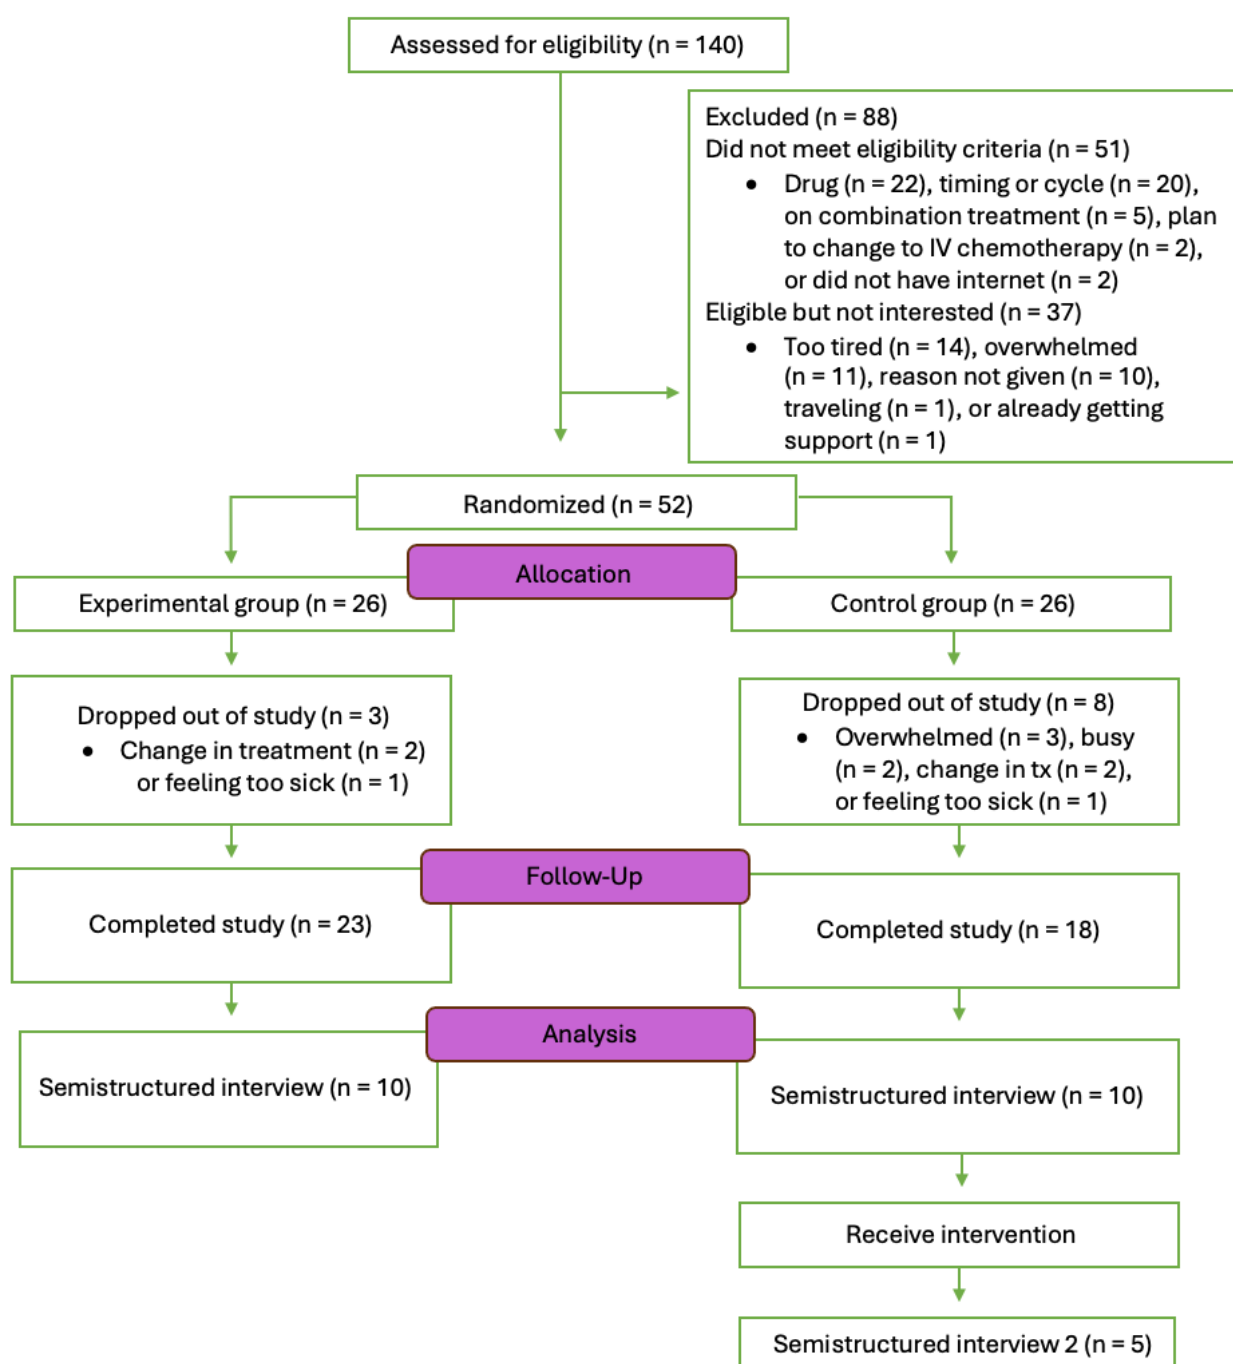 Assessed for eligibility (n = 140)
Excluded (n = 88)
Did not meet eligibility criteria (n = 51)
• Drug (n = 22), timing or cycle (n = 20),
on combination treatment (n = 5), plan
to change to IV chemotherapy (n = 2),
or did not have internet (n = 2)
Eligible but not interested (n = 37)
• Too tired (n = 14), overwhelmed
(n = 11), reason not given (n = 10),
traveling (n = 1), or already getting
support (n = 1)
Randomized (n = 52)
Allocation
Experimental group (n = 26)
Control group (n = 26)
Dropped out of study (n = 3)
• Change in treatment (n = 2)
or feeling too sick (n = 1)
Dropped out of study (n = 8)
• Overwhelmed (n = 3), busy
(n = 2), change in tx (n = 2),
or feeling too sick (n = 1)
Follow-Up
Completed study (n = 23)
Completed study (n = 18)
Analysis
Semistructured interview (n = 10)
Semistructured interview (n = 10)
Receive intervention
Semistructured interview 2 (n = 5)